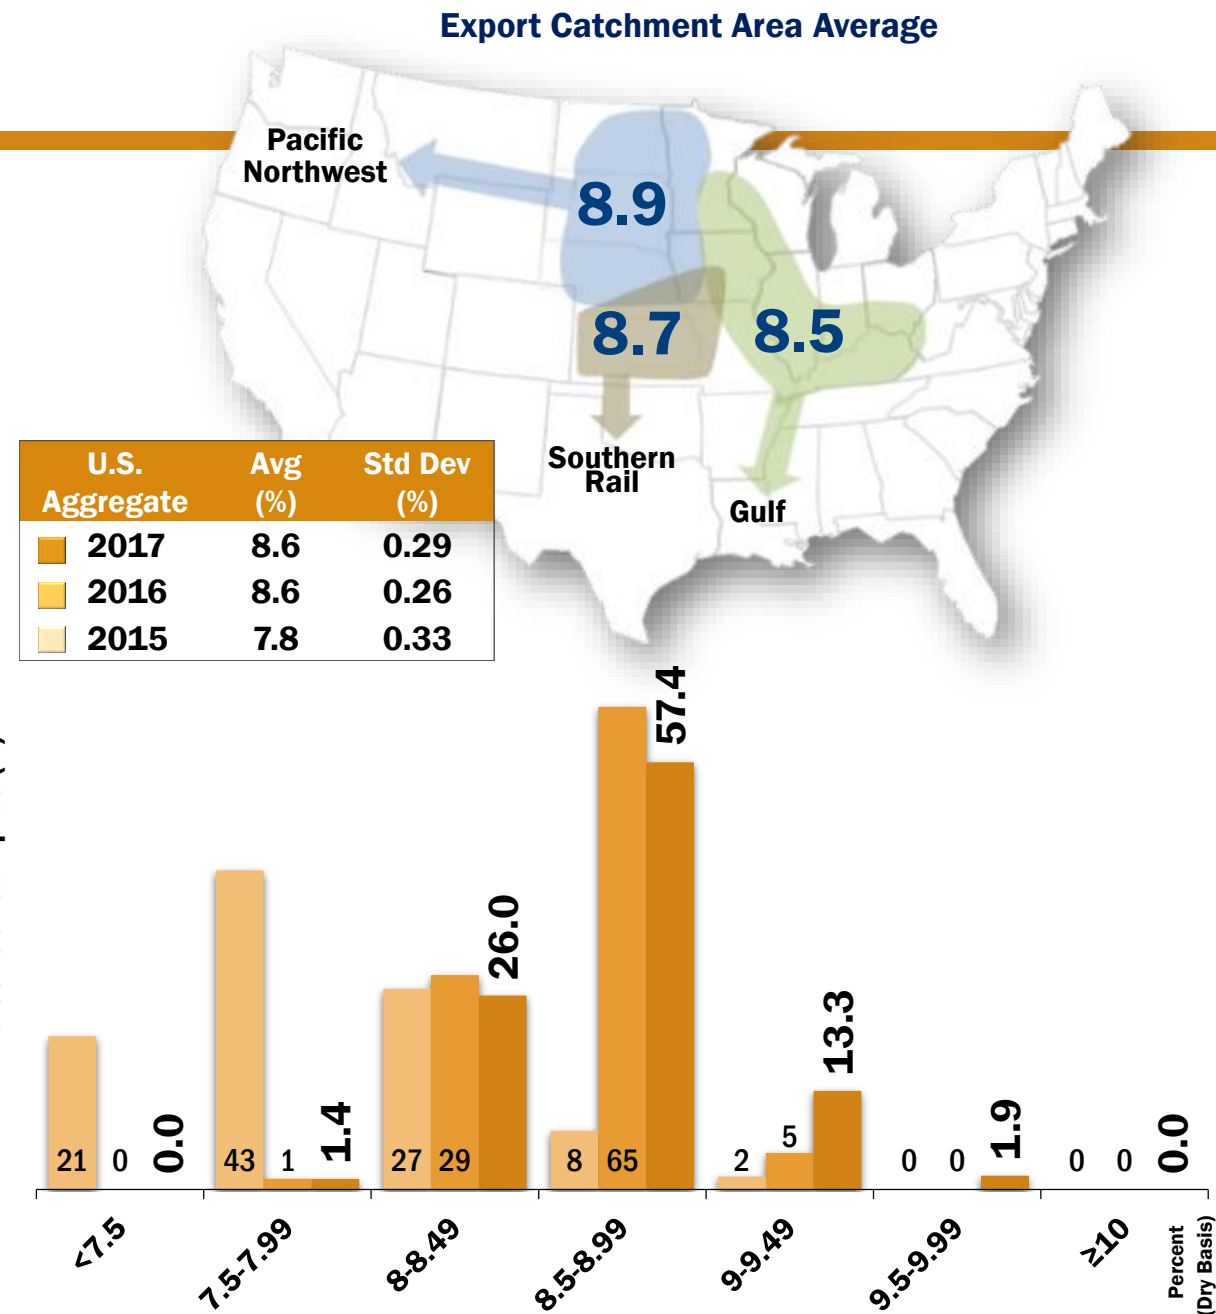 Export Catchment Area Average
Pacific
Northwest
8.9
8.7
8.5
Southern
Rail
Gulf
U.S. Aggregate Avg (%) Std Dev (%)
2017 8.6 0.29
2016 8.6 0.26
2015 7.8 0.33
21 0 0.0
43 1 1.4
27 29 26.0
8 65 57.4
2 5 13.3
0 0 1.9
0 0 0.0
<7.5
7.5-7.99
8-8.49
8.5-8.99
9-9.49
9.5-9.99
≥10
Percent
(Dry Basis)